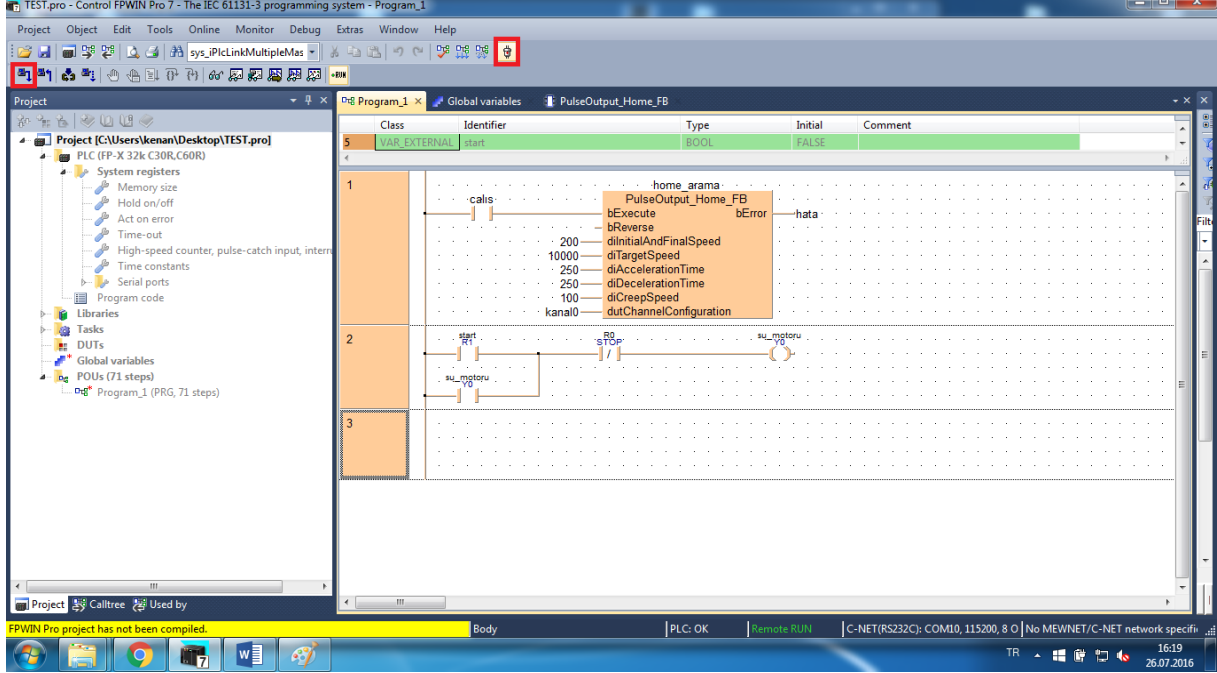 TEST.pro - Control FPWIN Pro 7 - The IEC 61131-3 programming system - Program_1
Project Object Edit Tools Online Monitor Debug Extras Window Help
sys_iPlcLinkMultipleMas
RUN
Project
Program_1 Global variables PulseOutput_Home_FB
Class Identifier Type Initial Comment
5 VAR_EXTERNAL start BOOL FALSE
Project [C:\Users\kenan\Desktop\TEST.pro]
PLC (FP-X 32k C30R,C60R)
System registers
Memory size
Hold on/off
Act on error
Time-out
High-speed counter, pulse-catch input, intern
Time constants
Serial ports
Program code
Libraries
Tasks
DUTs
Global variables
POUs (71 steps)
Program_1 (PRG, 71 steps)
1
home_arama
calıs PulseOutput_Home_FB
bExecute bError hata
bReverse
200 diInitialAndFinalSpeed
10000 diTargetSpeed
250 diAccelerationTime
250 diDecelerationTime
100 diCreepSpeed
kanal0 dutChannelConfiguration
2
start R0 su_motoru
R1 STOP Y0
su_motoru
Y0
3
Filt
Project Calltree Used by
FPWIN Pro project has not been compiled. Body PLC: OK Remote RUN C-NET(RS232C): COM10, 115200, 8 O No MEWNET/C-NET network specifi
7 W TR 16:19
26.07.2016